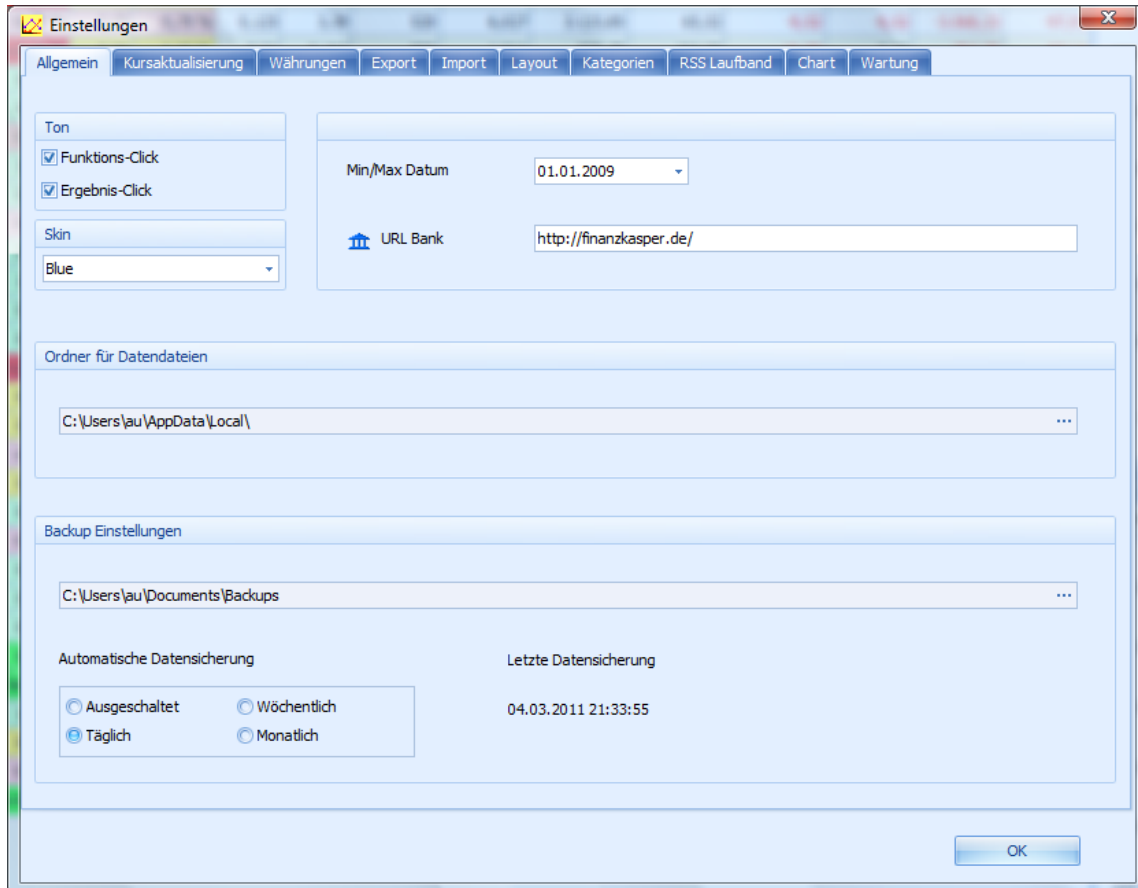 Einstellungen
Allgemein Kursaktualisierung Währungen Export Import Layout Kategorien RSS Laufband Chart Wartung
Ton
Funktions-Click
Ergebnis-Click
Min/Max Datum 01.01.2009
Skin
URL Bank http://finanzkasper.de/
Blue
Ordner für Datendateien
C:\Users\au\AppData\Local\ ...
Backup Einstellungen
C:\Users\au\Documents\Backups ...
Automatische Datensicherung Letzte Datensicherung
Ausgeschaltet Wöchentlich 04.03.2011 21:33:55
Täglich Monatlich
OK